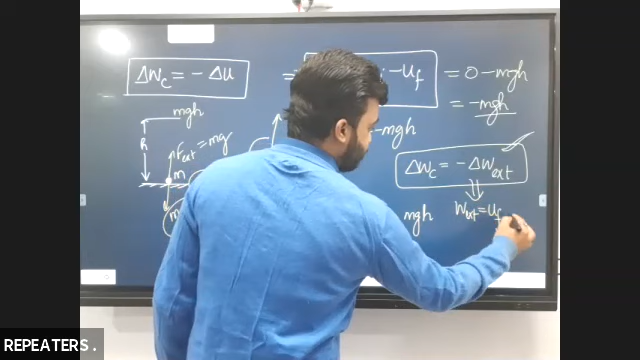 ΔW_c = -ΔU
= - U_f = 0 - mgh
= -mgh
mgh
F_ext = mg
m
-mgh
ΔW_c = -ΔW_ext
mgh
W_ext = U_f
REPEATERS .